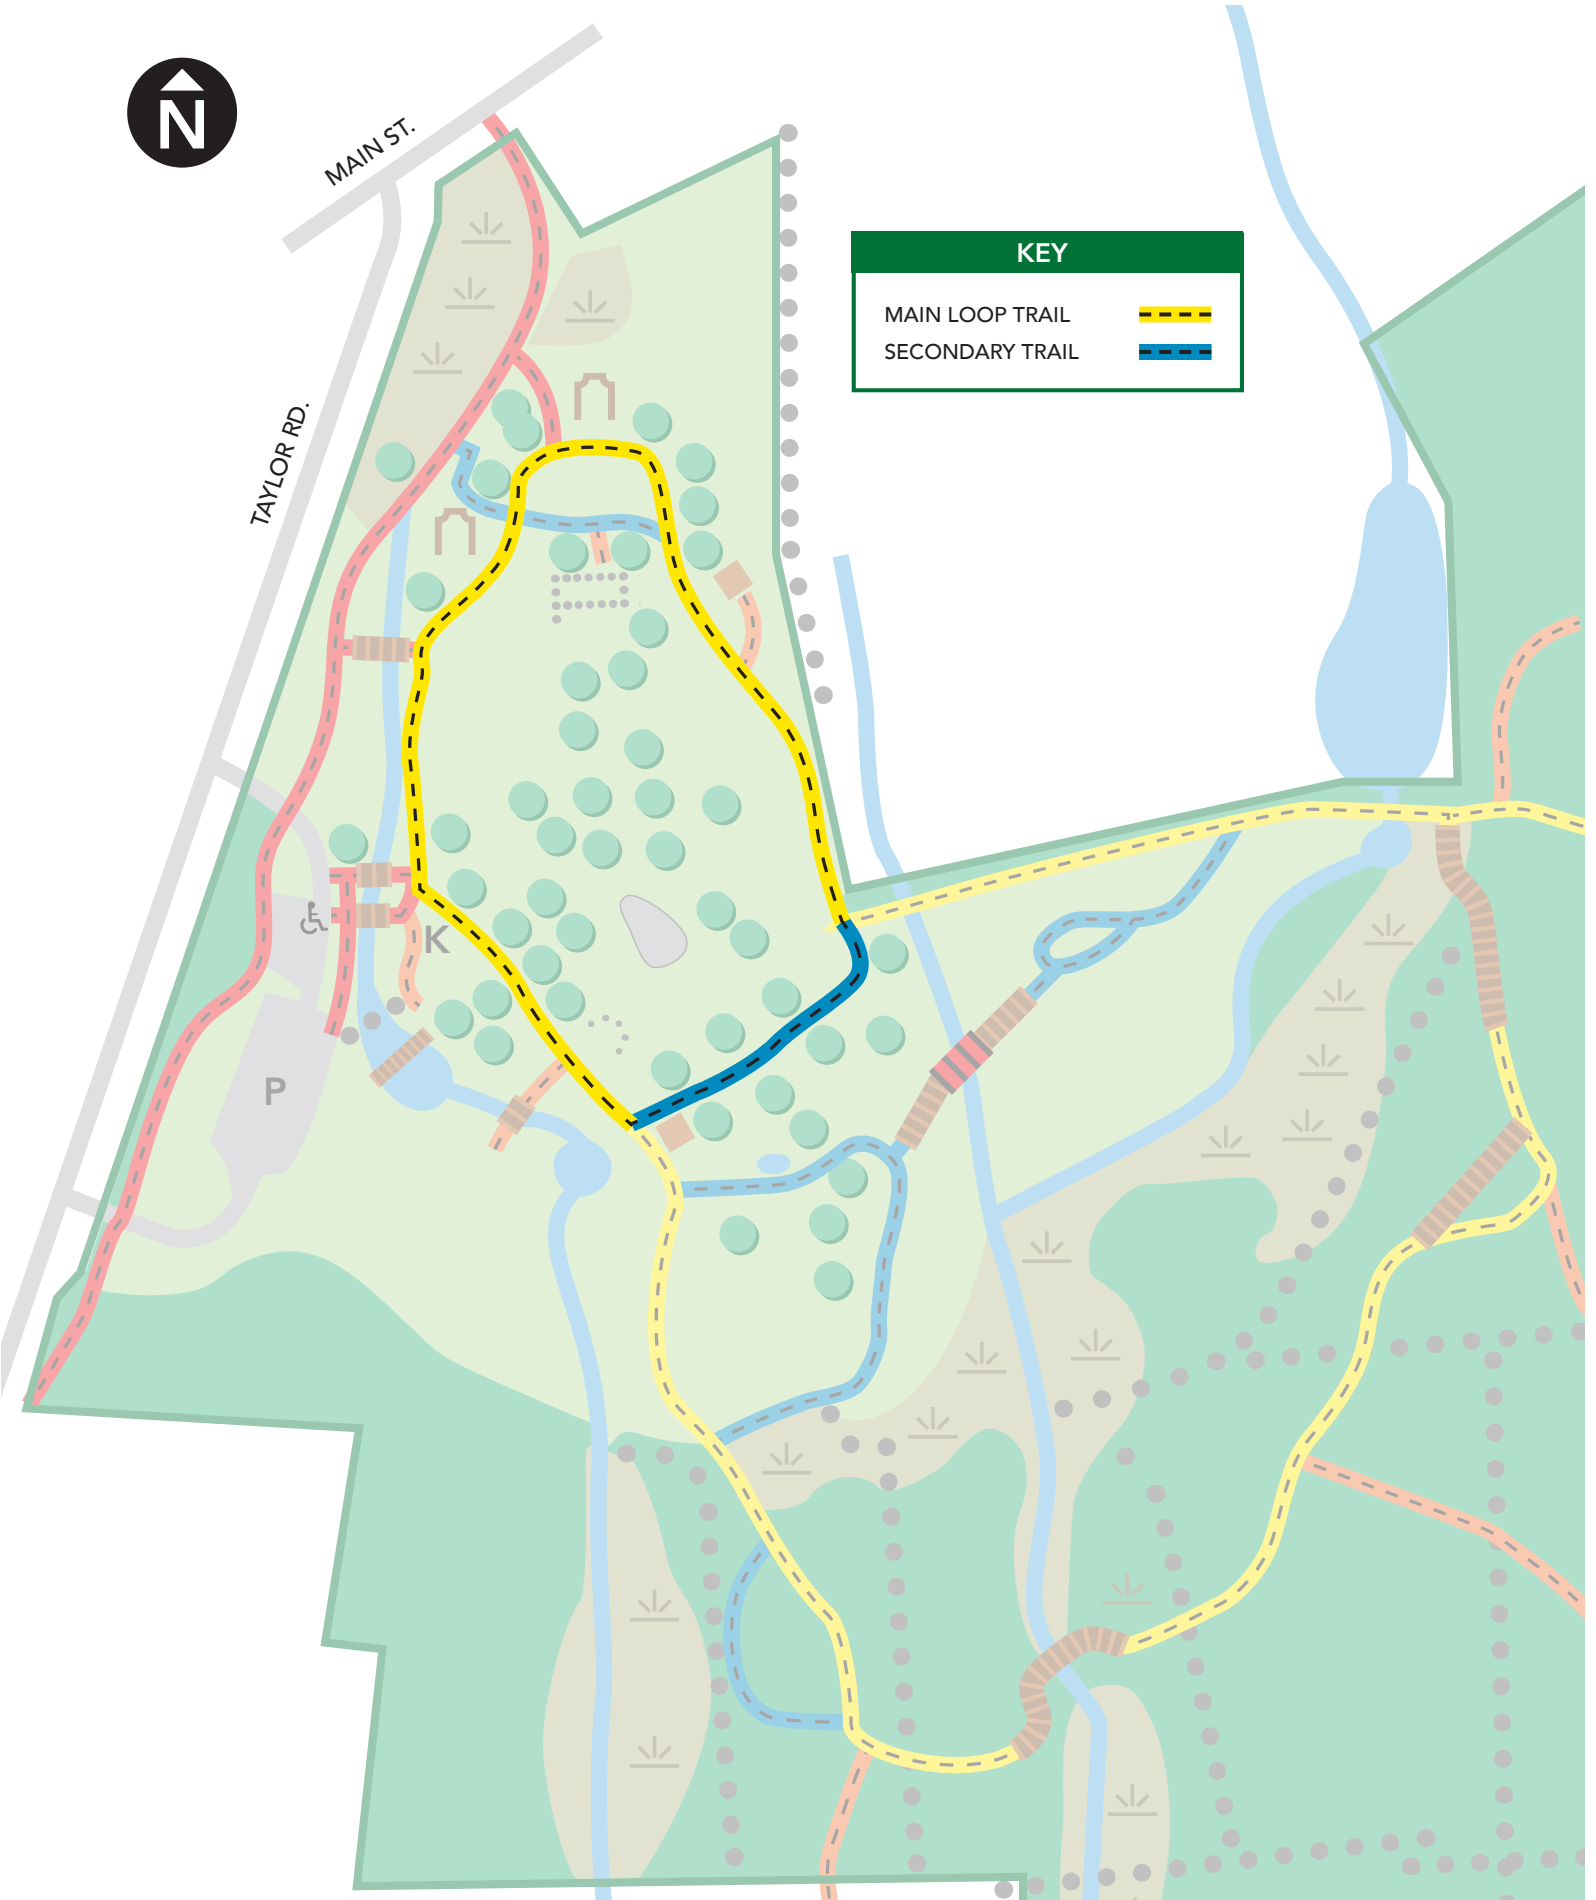 N
MAIN ST.
KEY
MAIN LOOP TRAIL
SECONDARY TRAIL
TAYLOR RD.
K
P